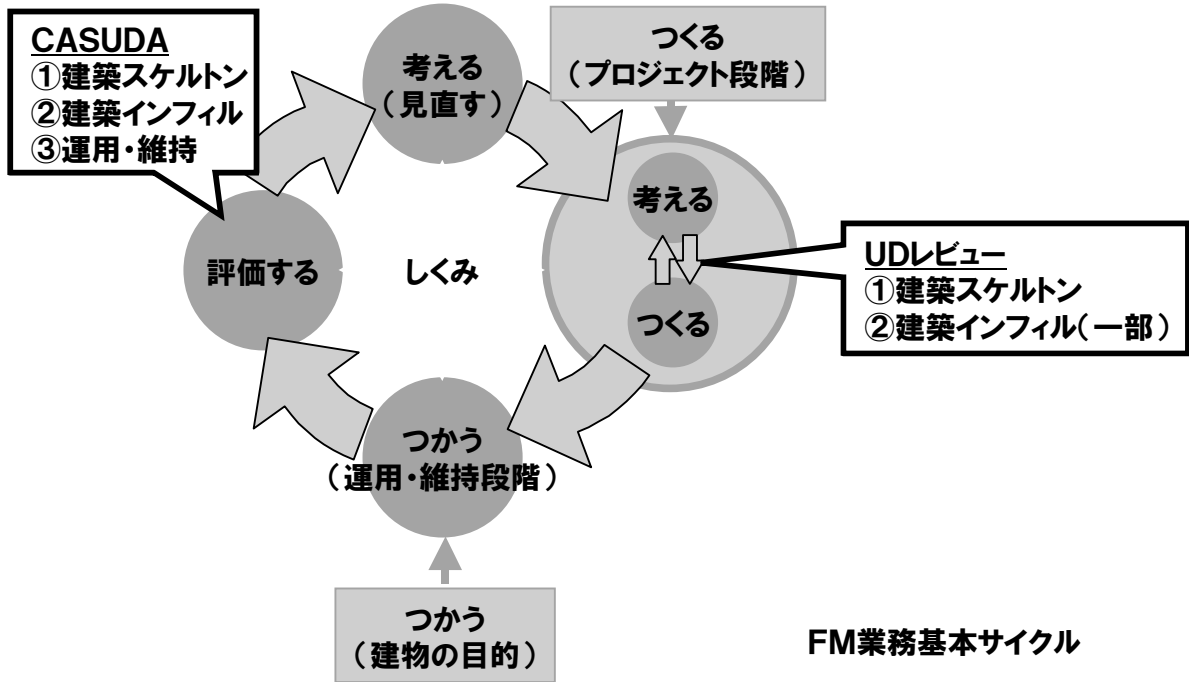 CASUDA
①建築スケルトン
②建築インフィル
③運用・維持
考える
（見直す）
つくる
（プロジェクト段階）
考える
つくる
UDレビュー
①建築スケルトン
②建築インフィル（一部）
評価する
しくみ
つかう
（運用・維持段階）
つかう
（建物の目的）
FM業務基本サイクル